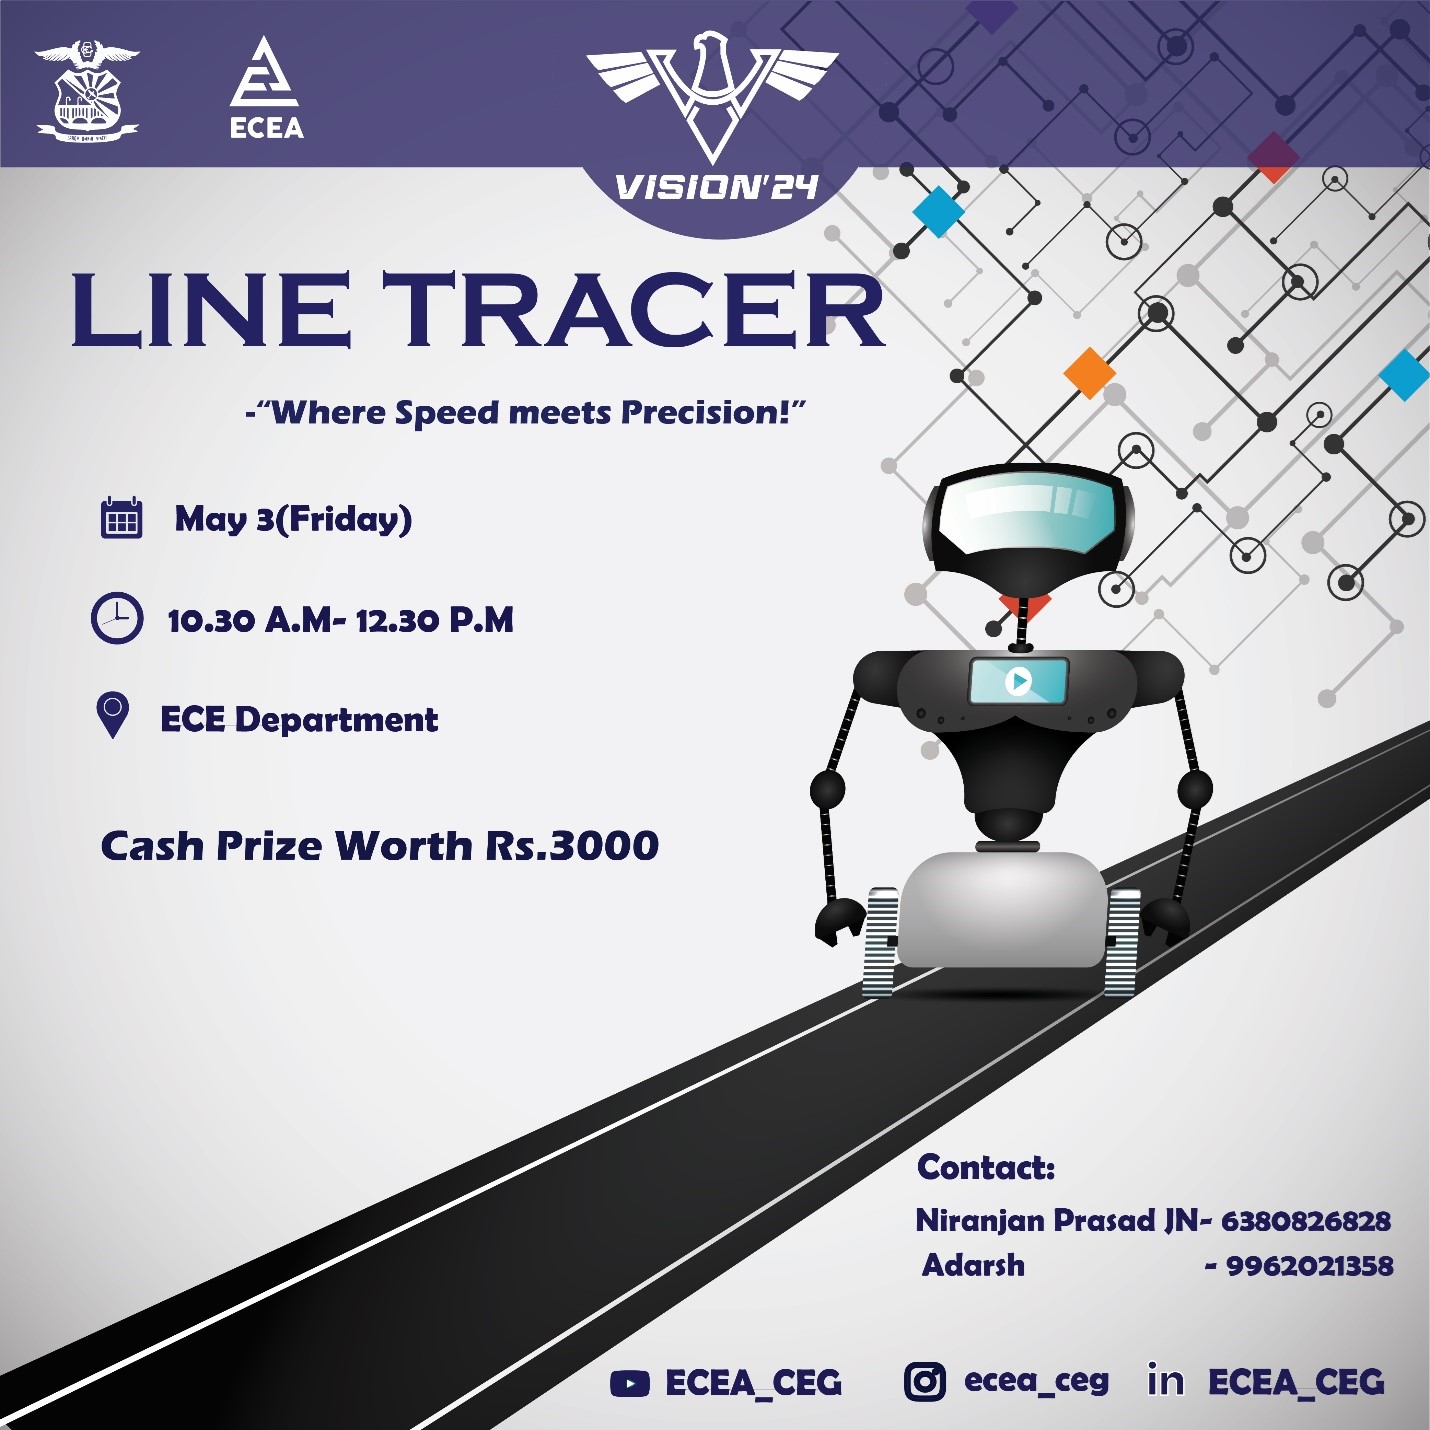 ECEA
VISION'24
LINE TRACER
-“Where Speed meets Precision!”
May 3(Friday)
10.30 A.M- 12.30 P.M
ECE Department
Cash Prize Worth Rs.3000
Contact:
Niranjan Prasad JN- 6380826828
Adarsh - 9962021358
ECEA_CEG ecea_ceg in ECEA_CEG